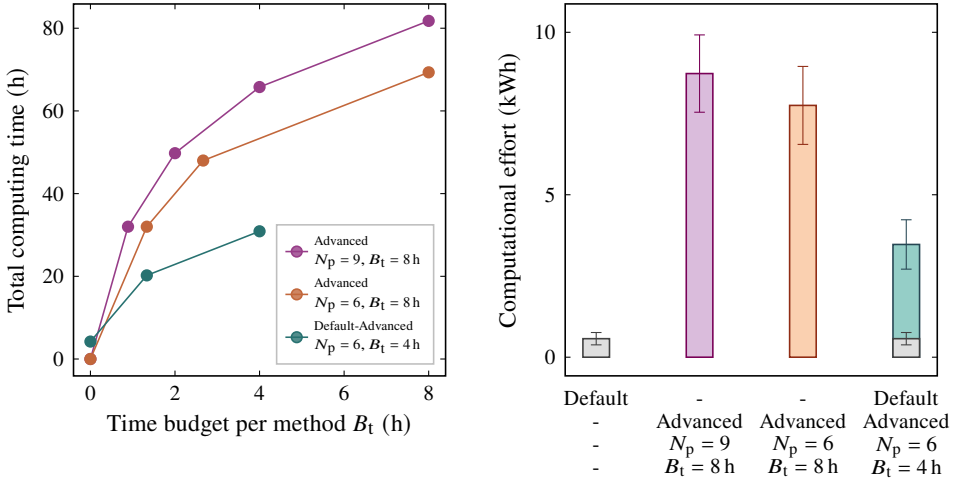 Total computing time (h)
80
60
40
20
0
0 2 4 6 8
Time budget per method Bt (h)
Advanced
Np = 9, Bt = 8 h
Advanced
Np = 6, Bt = 8 h
Default-Advanced
Np = 6, Bt = 4 h
Computational effort (kWh)
10
5
0
Default - - Default
- Advanced Advanced Advanced
- Np = 9 Np = 6 Np = 6
- Bt = 8 h Bt = 8 h Bt = 4 h